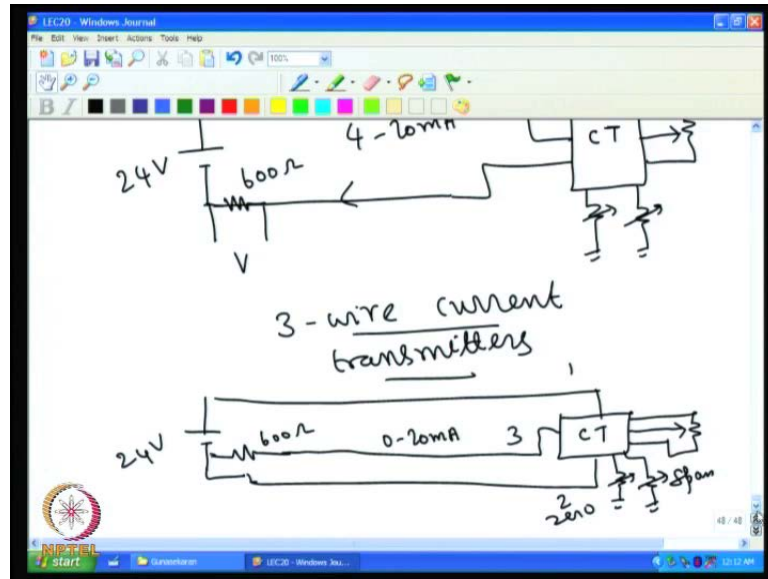 LEC20 - Windows Journal
File Edit View Insert Actions Tools Help
100%
B I
4-20mA
CT
24V
600Ω
V
3-wire current
transmitters
1
24V
600Ω
0-20mA
3
CT
2
zero
span
48 / 48
NPTEL
start
Gunasekaran
LEC20 - Windows Jou...
12:12 AM